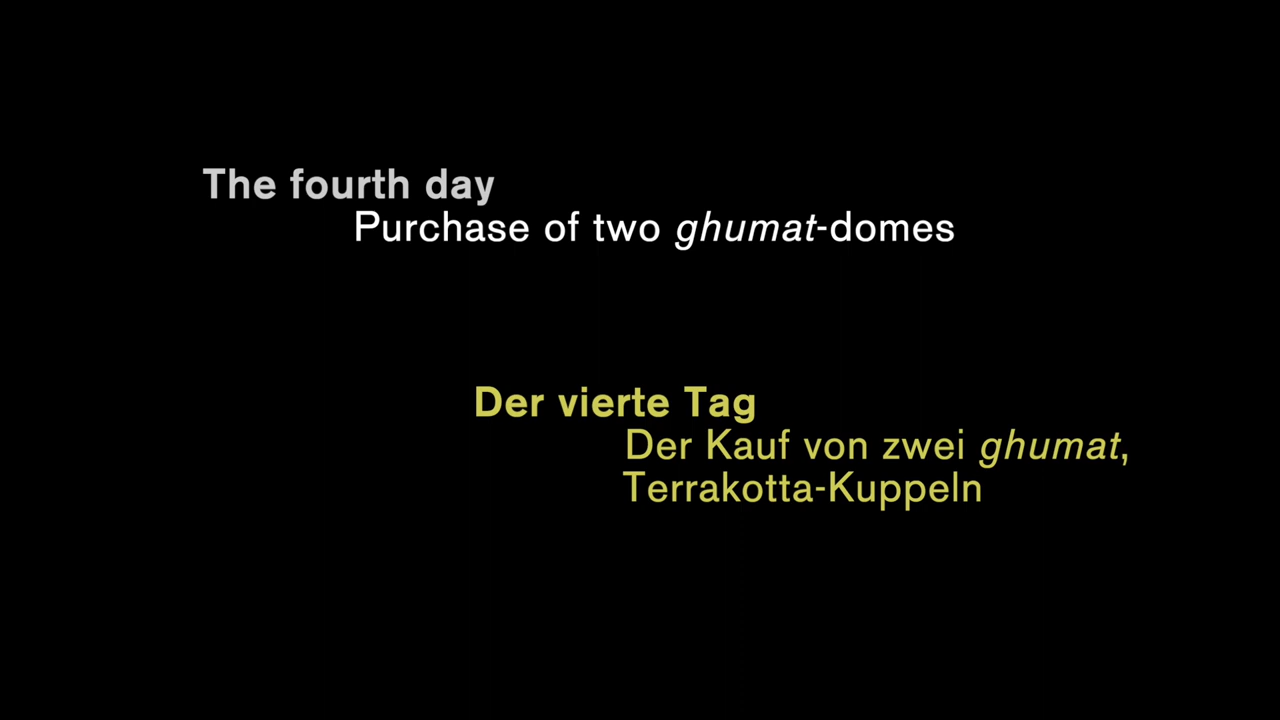 The fourth day
Purchase of two ghumat-domes
Der vierte Tag
Der Kauf von zwei ghumat,
Terrakotta-Kuppeln